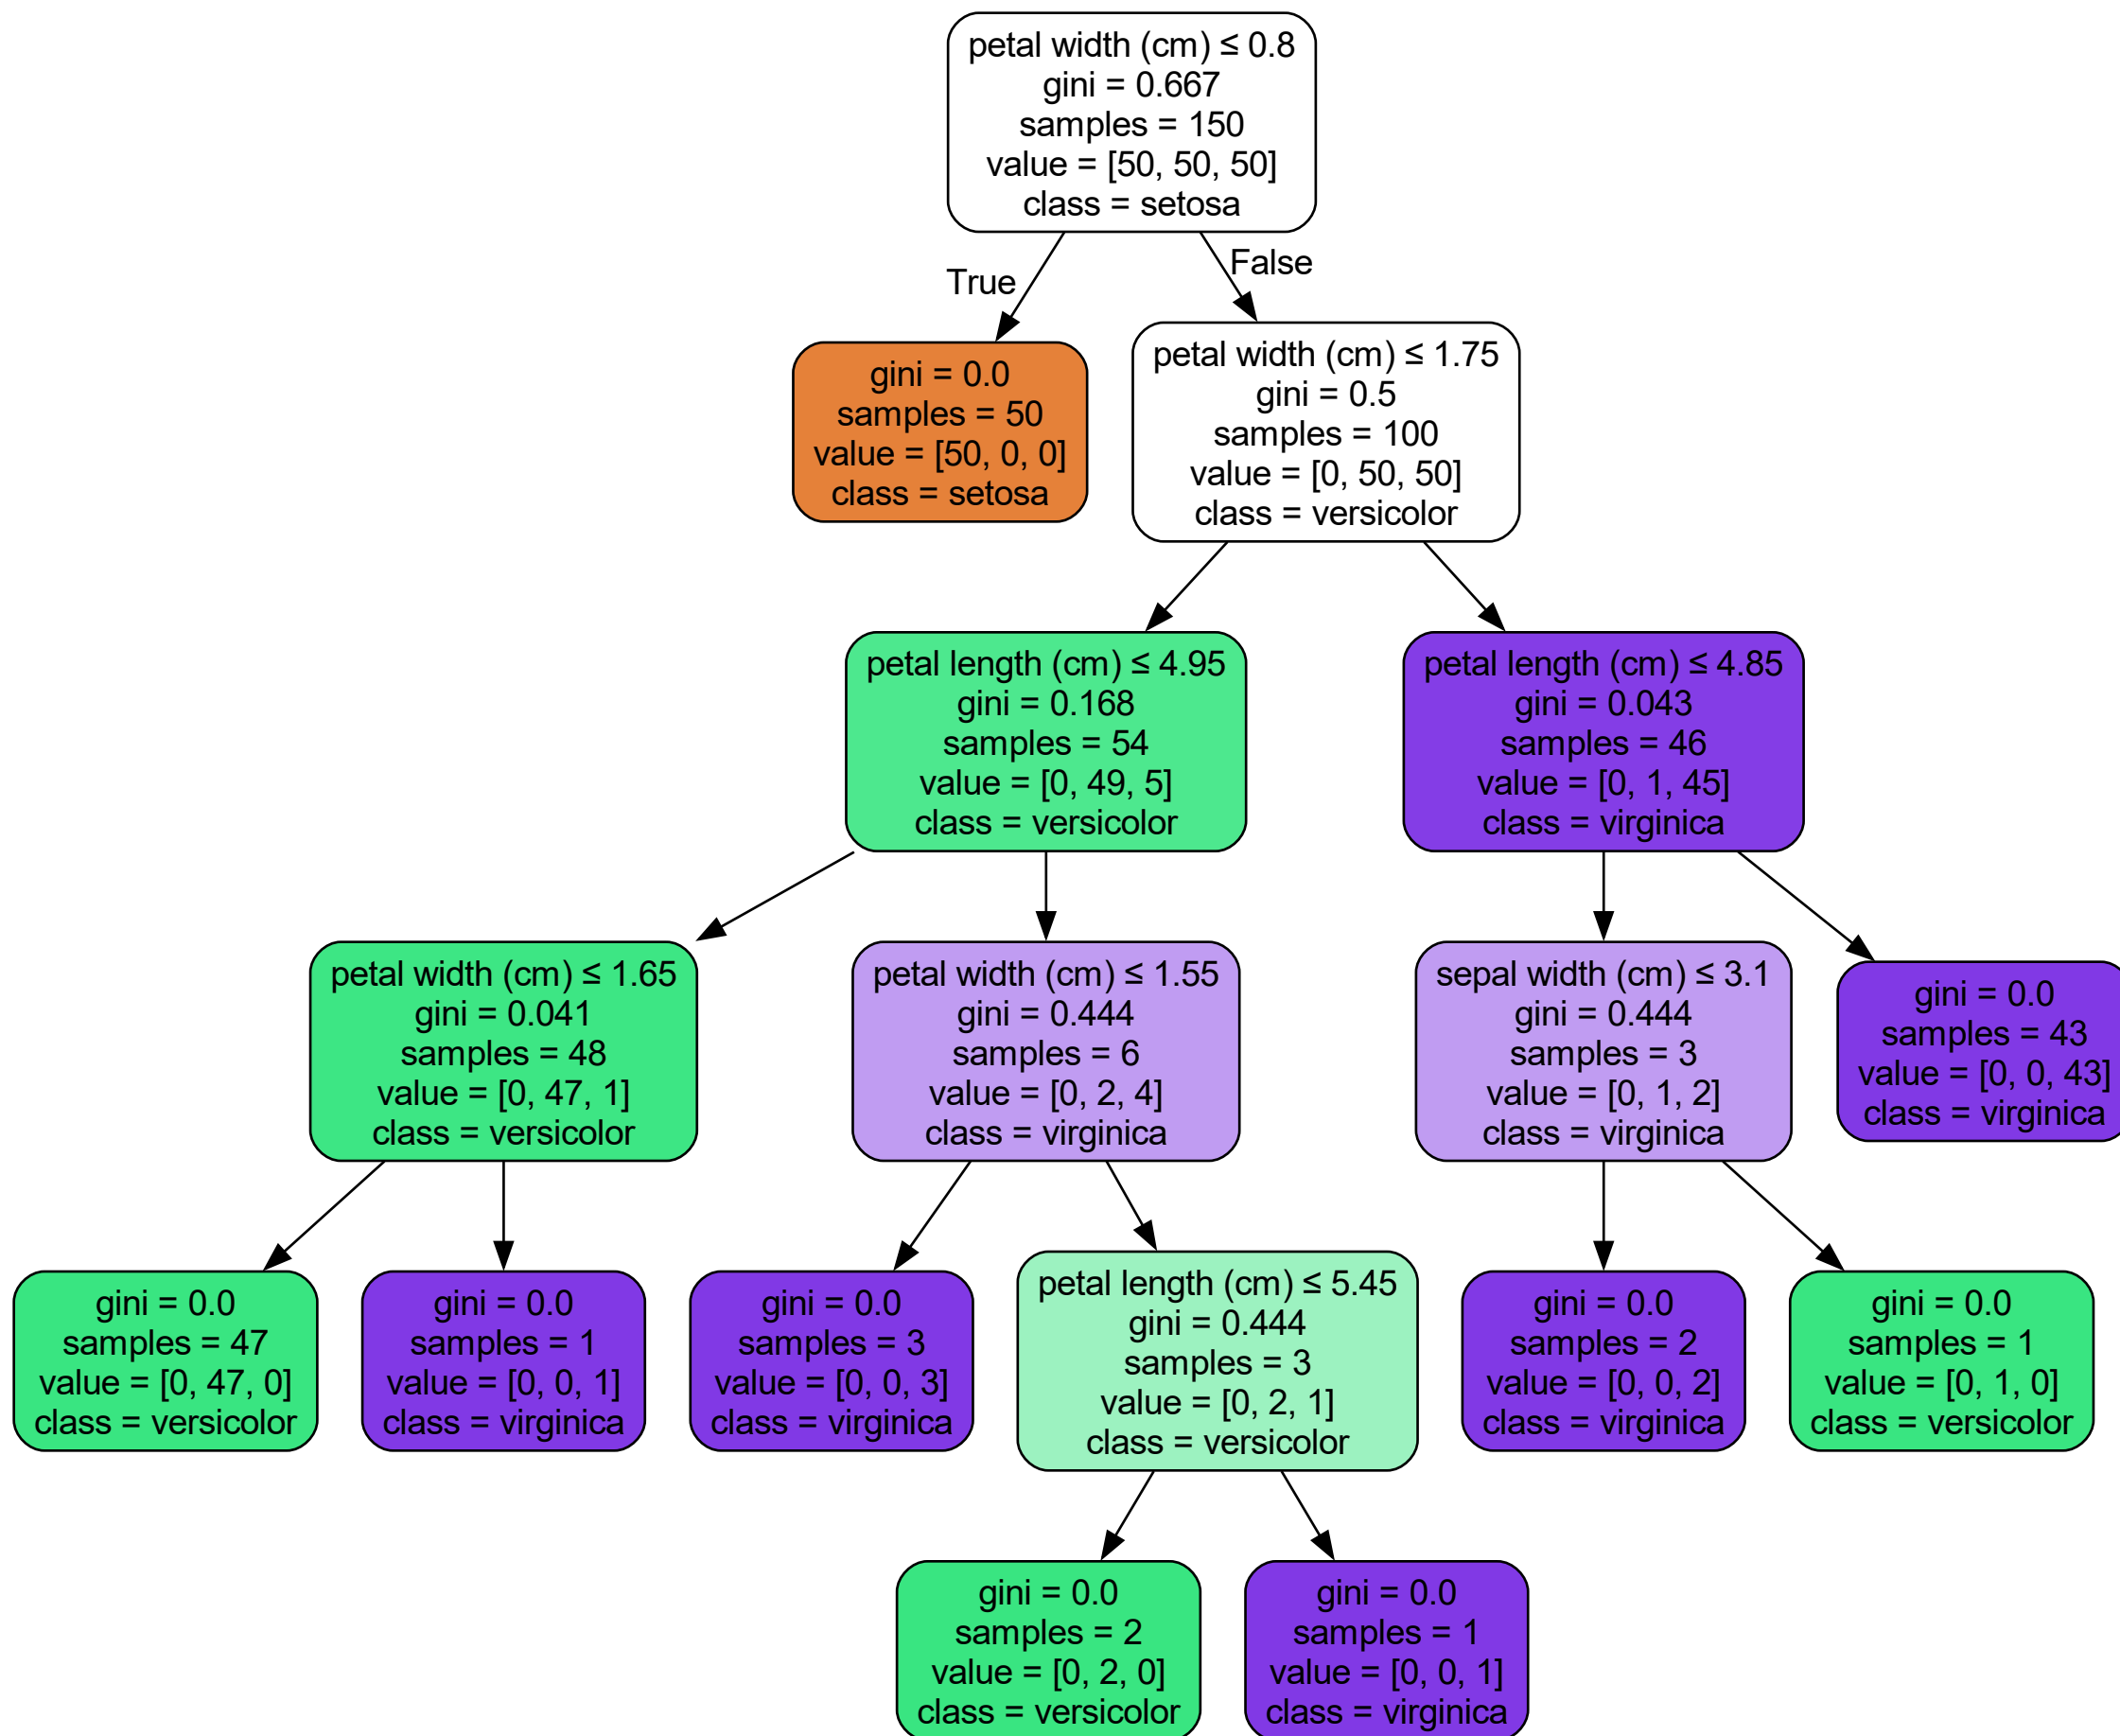 petal width (cm) ≤ 0.8
gini = 0.667
samples = 150
value = [50, 50, 50]
class = setosa
True
False
gini = 0.0
samples = 50
value = [50, 0, 0]
class = setosa
petal width (cm) ≤ 1.75
gini = 0.5
samples = 100
value = [0, 50, 50]
class = versicolor
petal length (cm) ≤ 4.95
gini = 0.168
samples = 54
value = [0, 49, 5]
class = versicolor
petal length (cm) ≤ 4.85
gini = 0.043
samples = 46
value = [0, 1, 45]
class = virginica
petal width (cm) ≤ 1.65
gini = 0.041
samples = 48
value = [0, 47, 1]
class = versicolor
petal width (cm) ≤ 1.55
gini = 0.444
samples = 6
value = [0, 2, 4]
class = virginica
sepal width (cm) ≤ 3.1
gini = 0.444
samples = 3
value = [0, 1, 2]
class = virginica
gini = 0.0
samples = 43
value = [0, 0, 43]
class = virginica
gini = 0.0
samples = 47
value = [0, 47, 0]
class = versicolor
gini = 0.0
samples = 1
value = [0, 0, 1]
class = virginica
gini = 0.0
samples = 3
value = [0, 0, 3]
class = virginica
petal length (cm) ≤ 5.45
gini = 0.444
samples = 3
value = [0, 2, 1]
class = versicolor
gini = 0.0
samples = 2
value = [0, 0, 2]
class = virginica
gini = 0.0
samples = 1
value = [0, 1, 0]
class = versicolor
gini = 0.0
samples = 2
value = [0, 2, 0]
class = versicolor
gini = 0.0
samples = 1
value = [0, 0, 1]
class = virginica